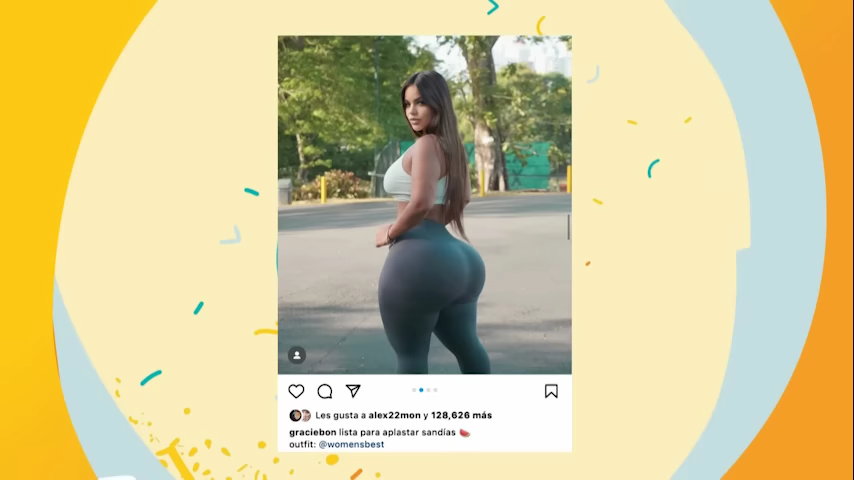 Les gusta a alex22mon y 128,626 más
graciebon lista para aplastar sandías 🍉
outfit: @womensbest